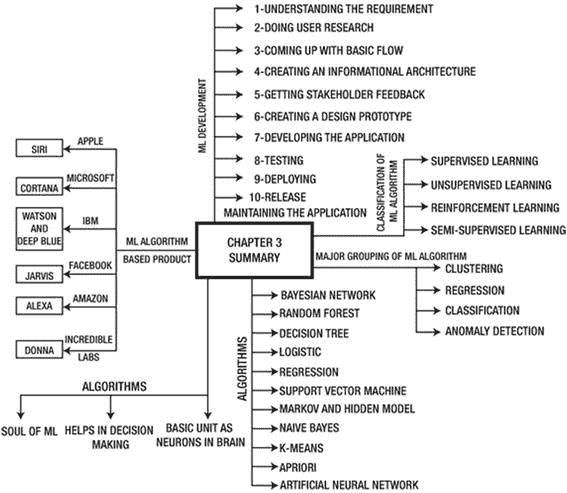 1-UNDERSTANDING THE REQUIREMENT
2-DOING USER RESEARCH
3-COMING UP WITH BASIC FLOW
4-CREATING AN INFORMATIONAL ARCHITECTURE
5-GETTING STAKEHOLDER FEEDBACK
6-CREATING A DESIGN PROTOTYPE
7-DEVELOPING THE APPLICATION
8-TESTING
9-DEPLOYING
10-RELEASE
MAINTAINING THE APPLICATION
ML DEVELOPMENT
APPLE
SIRI
MICROSOFT
CORTANA
IBM
WATSON
AND
DEEP BLUE
FACEBOOK
JARVIS
AMAZON
ALEXA
INCREDIBLE
LABS
DONNA
ML ALGORITHM
BASED PRODUCT
CHAPTER 3
SUMMARY
CLASSIFICATION OF
ML ALGORITHM
SUPERVISED LEARNING
UNSUPERVISED LEARNING
REINFORCEMENT LEARNING
SEMI-SUPERVISED LEARNING
MAJOR GROUPING OF ML ALGORITHM
CLUSTERING
REGRESSION
CLASSIFICATION
ANOMALY DETECTION
ALGORITHMS
BAYESIAN NETWORK
RANDOM FOREST
DECISION TREE
LOGISTIC
REGRESSION
SUPPORT VECTOR MACHINE
MARKOV AND HIDDEN MODEL
NAIVE BAYES
K-MEANS
APRIORI
ARTIFICIAL NEURAL NETWORK
ALGORITHMS
SOUL OF ML
HELPS IN DECISION
MAKING
BASIC UNIT AS
NEURONS IN BRAIN